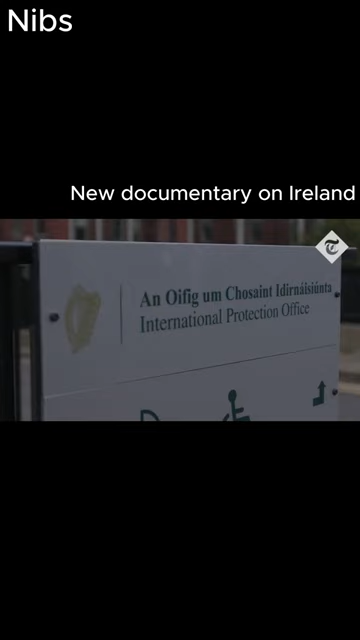 Nibs
New documentary on Ireland
An Oifig um Chosaint Idirnáisiúnta
International Protection Office